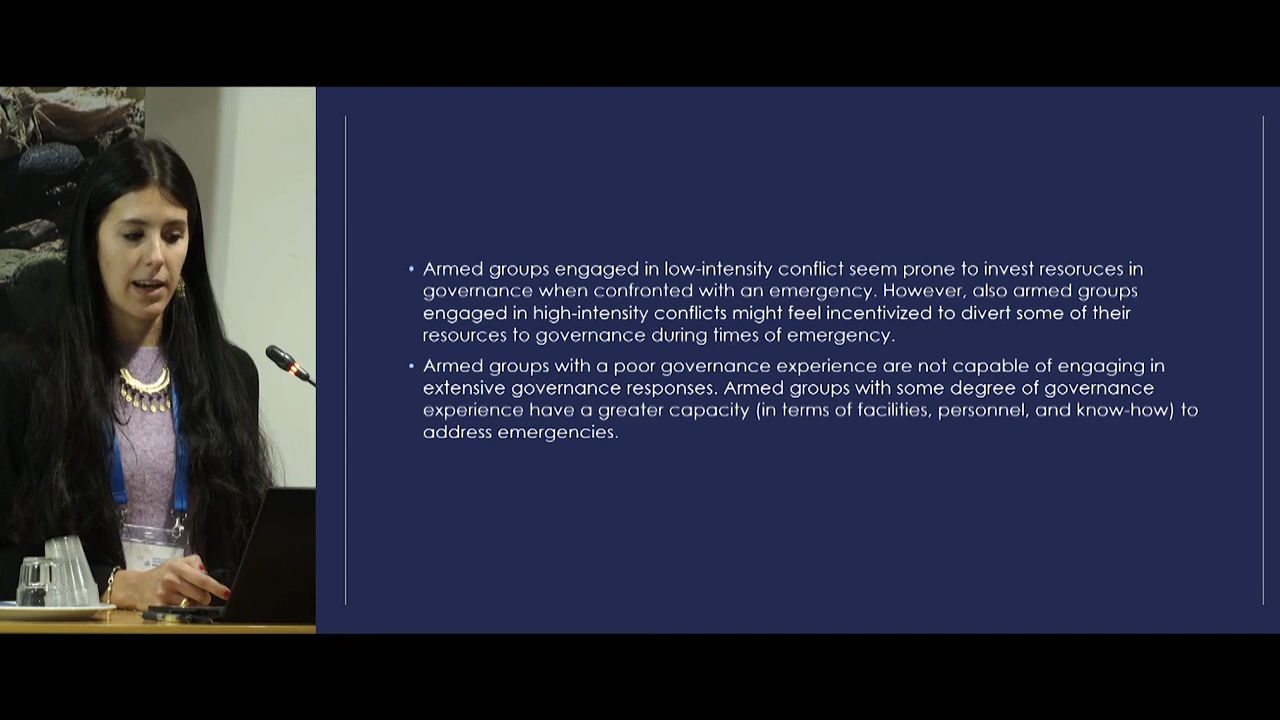 • Armed groups engaged in low-intensity conflict seem prone to invest resoruces in
governance when confronted with an emergency. However, also armed groups
engaged in high-intensity conflicts might feel incentivized to divert some of their
resources to governance during times of emergency.
• Armed groups with a poor governance experience are not capable of engaging in
extensive governance responses. Armed groups with some degree of governance
experience have a greater capacity (in terms of facilities, personnel, and know-how) to
address emergencies.